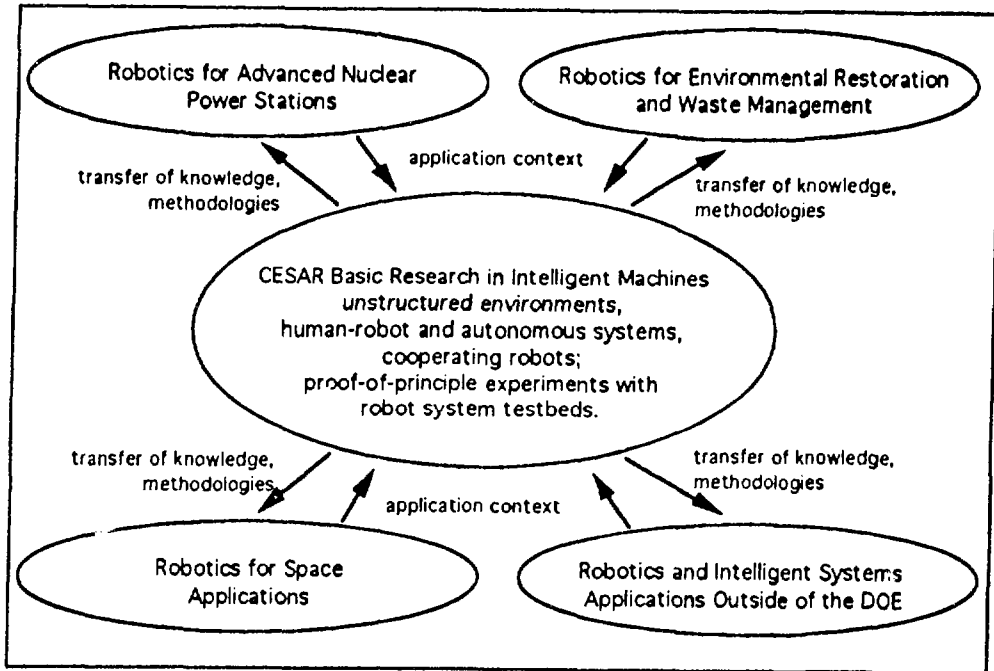 Robotics for Advanced Nuclear
Power Stations
Robotics for Environmental Restoration
and Waste Management
application context
transfer of knowledge,
methodologies
transfer of knowledge,
methodologies
CESAR Basic Research in Intelligent Machines
unstructured environments,
human-robot and autonomous systems,
cooperating robots;
proof-of-principle experiments with
robot system testbeds.
transfer of knowledge,
methodologies
transfer of knowledge,
methodologies
application context
Robotics for Space
Applications
Robotics and Intelligent Systems
Applications Outside of the DOE